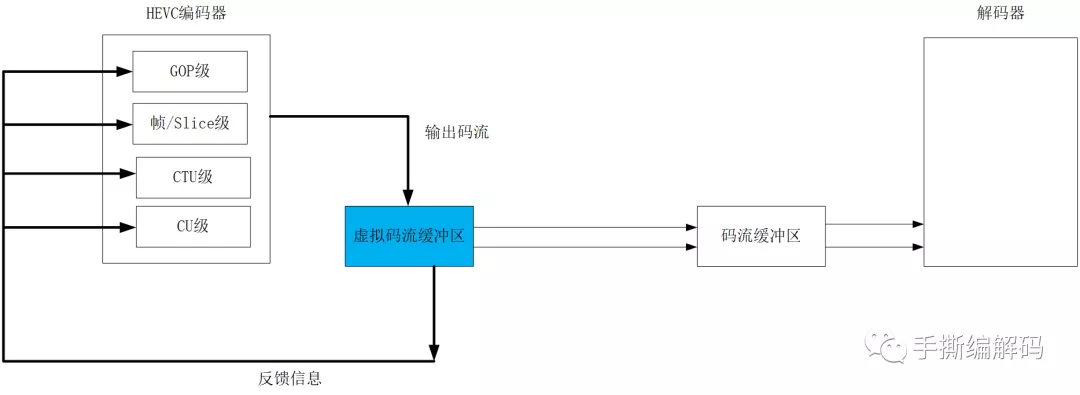 HEVC编码器
解码器
GOP级
帧/Slice级
CTU级
CU级
输出码流
虚拟码流缓冲区
码流缓冲区
反馈信息
手撕编解码